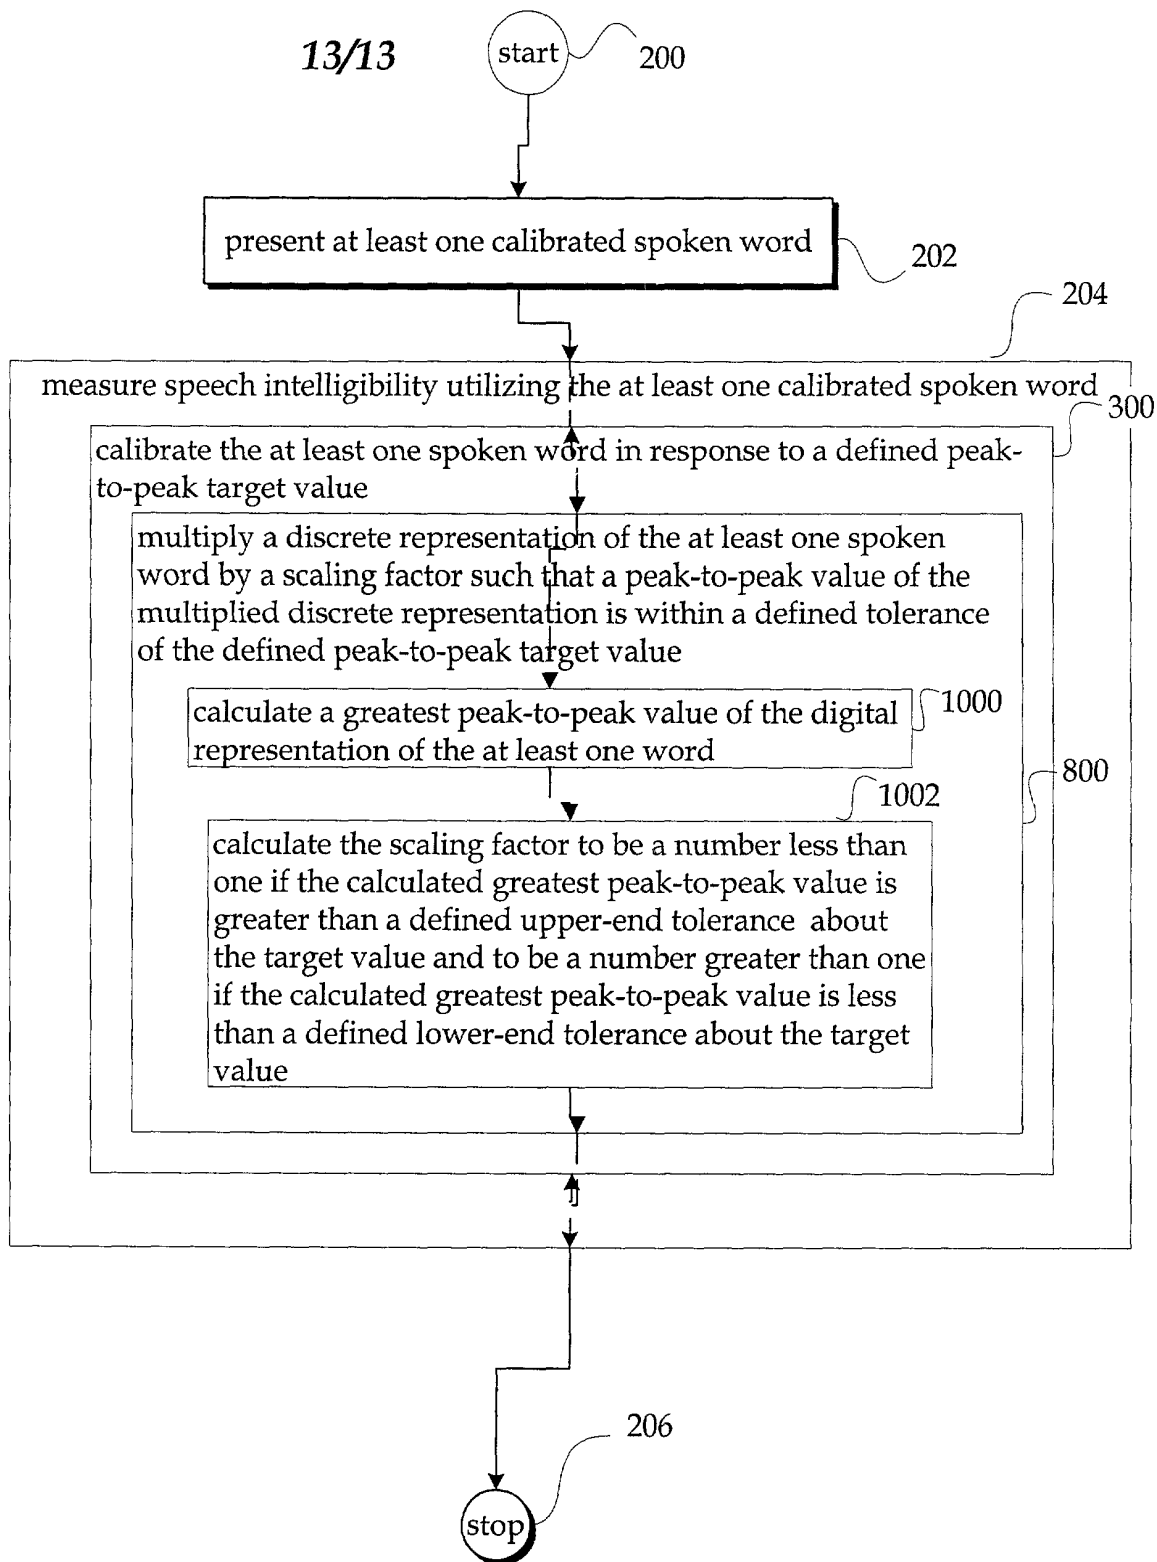 13/13
start
200
present at least one calibrated spoken word
202
204
measure speech intelligibility utilizing the at least one calibrated spoken word
300
calibrate the at least one spoken word in response to a defined peak-
to-peak target value
multiply a discrete representation of the at least one spoken
word by a scaling factor such that a peak-to-peak value of the
multiplied discrete representation is within a defined tolerance
of the defined peak-to-peak target value
calculate a greatest peak-to-peak value of the digital
representation of the at least one word
1000
800
1002
calculate the scaling factor to be a number less than
one if the calculated greatest peak-to-peak value is
greater than a defined upper-end tolerance about
the target value and to be a number greater than one
if the calculated greatest peak-to-peak value is less
than a defined lower-end tolerance about the target
value
206
stop